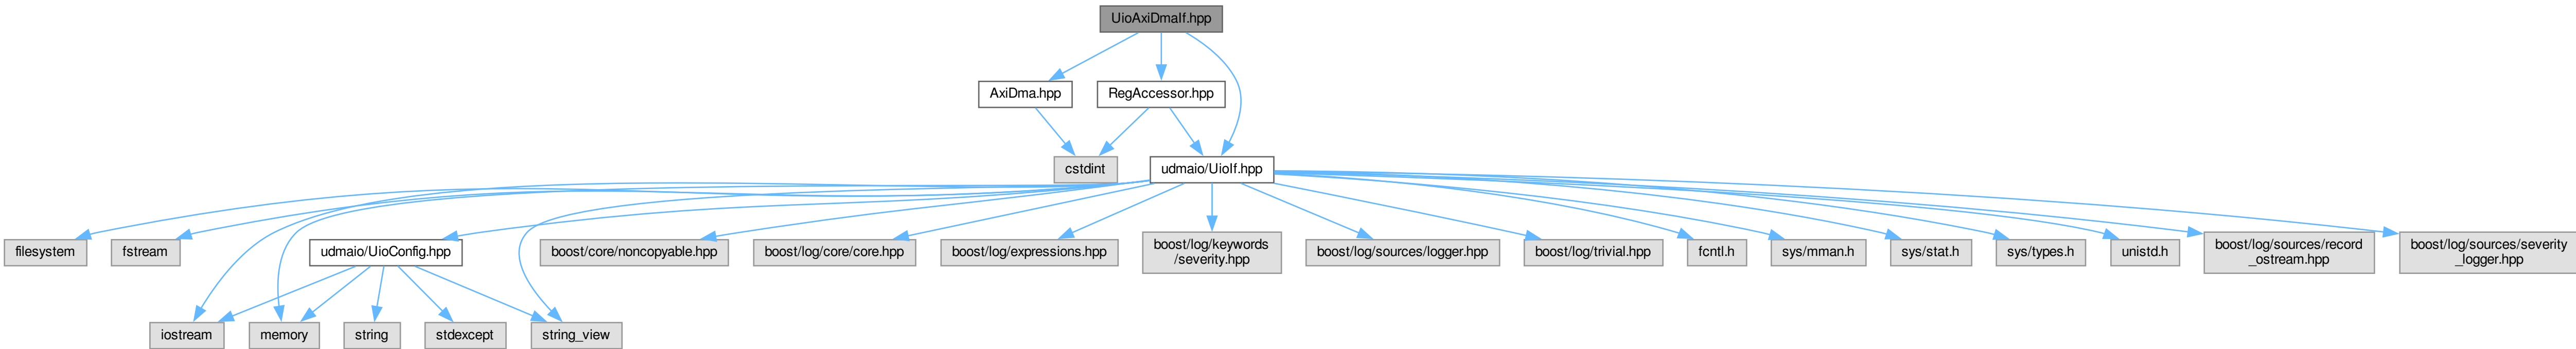 UioAxiDmaIf.hpp
AxiDma.hpp
RegAccessor.hpp
cstdint
udmaio/UioIf.hpp
filesystem
fstream
udmaio/UioConfig.hpp
boost/core/noncopyable.hpp
boost/log/core/core.hpp
boost/log/expressions.hpp
boost/log/keywords
/severity.hpp
boost/log/sources/logger.hpp
boost/log/trivial.hpp
fcntl.h
sys/mman.h
sys/stat.h
sys/types.h
unistd.h
boost/log/sources/record
_ostream.hpp
boost/log/sources/severity
_logger.hpp
iostream
memory
string
stdexcept
string_view